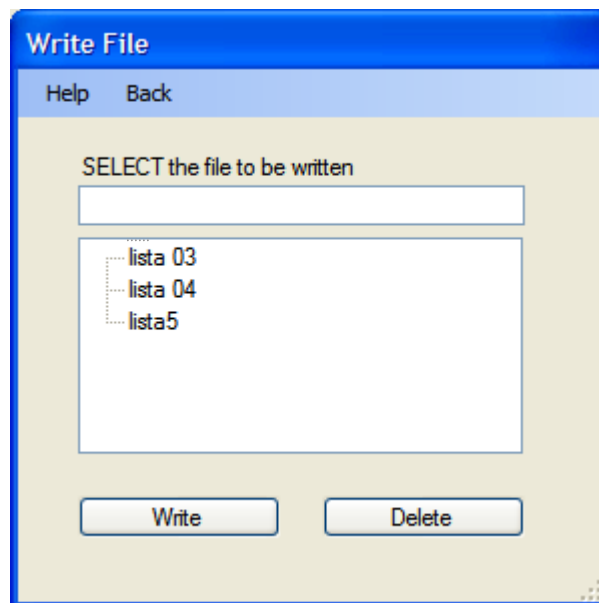 Write File
Help Back
SELECT the file to be written
lista 03
lista 04
lista5
Write Delete